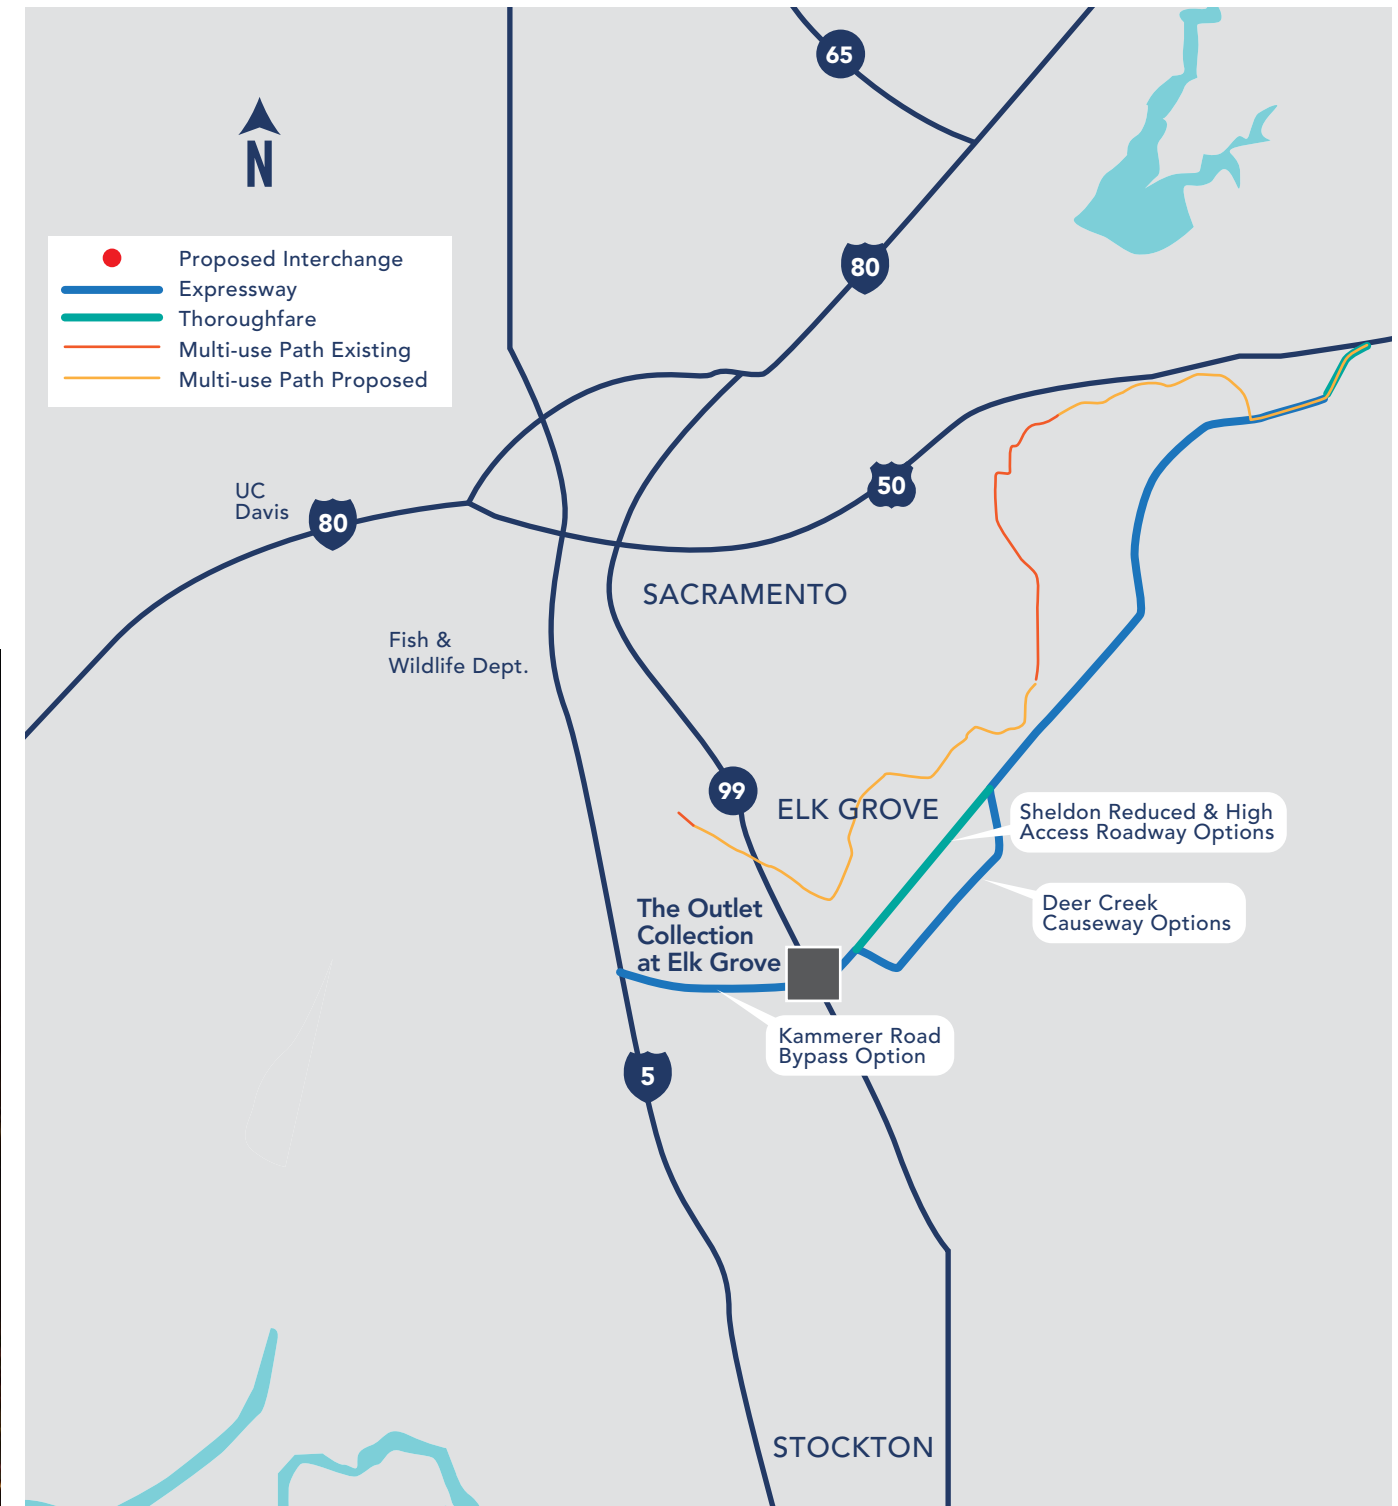 65
N
Proposed Interchange
Expressway
Thoroughfare
Multi-use Path Existing
Multi-use Path Proposed
80
50
UC
Davis
80
SACRAMENTO
Fish &
Wildlife Dept.
99
ELK GROVE
Sheldon Reduced & High
Access Roadway Options
Deer Creek
Causeway Options
The Outlet
Collection
at Elk Grove
Kammerer Road
Bypass Option
5
STOCKTON